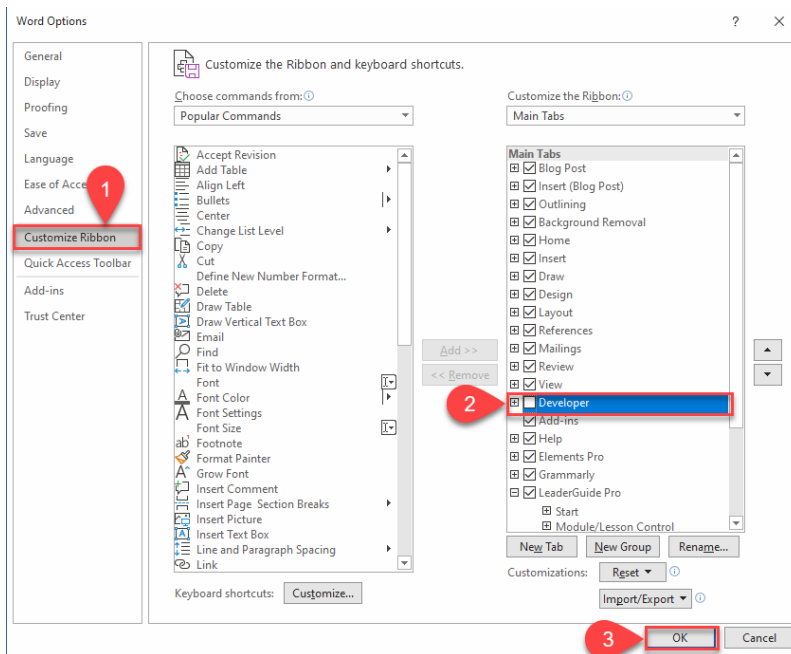 Word Options
?
General
Display
Proofing
Save
Language
Ease of Acce
Advanced
Customize Ribbon
Quick Access Toolbar
Add-ins
Trust Center
1
Customize the Ribbon and keyboard shortcuts.
Choose commands from:
Popular Commands
Accept Revision
Add Table
Align Left
Bullets
Center
Change List Level
Copy
Cut
Define New Number Format...
Delete
Draw Table
Draw Vertical Text Box
Email
Find
Fit to Window Width
Font
Font Color
Font Settings
Font Size
Footnote
Format Painter
Grow Font
Insert Comment
Insert Page Section Breaks
Insert Picture
Insert Text Box
Line and Paragraph Spacing
Link
Keyboard shortcuts: Customize...
Add >>
<< Remove
Customize the Ribbon:
Main Tabs
Main Tabs
Blog Post
Insert (Blog Post)
Outlining
Background Removal
Home
Insert
Draw
Design
Layout
References
Mailings
Review
View
2
Developer
Add-ins
Help
Elements Pro
Grammarly
LeaderGuide Pro
Start
Module/Lesson Control
New Tab New Group Rename...
Customizations: Reset
Import/Export
3
OK Cancel